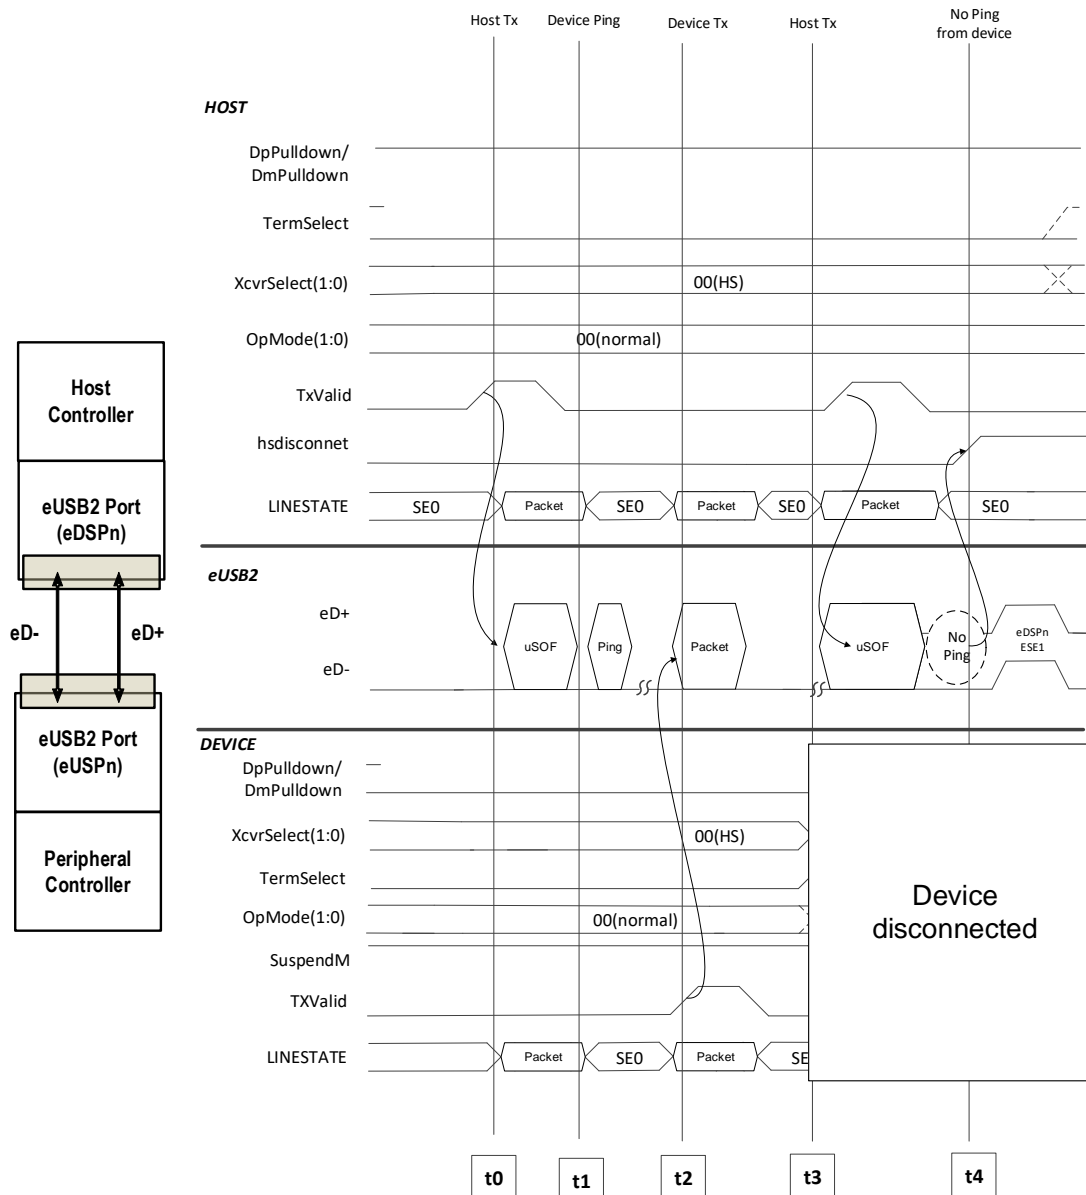 Host Tx
Device Ping
Device Tx
Host Tx
No Ping
from device
HOST
DpPulldown/
DmPulldown
TermSelect
XcvrSelect(1:0)
00(HS)
OpMode(1:0)
00(normal)
TxValid
hsdisconnet
LINESTATE
SE0
Packet
SE0
Packet
SE0
Packet
SE0
Host
Controller
eUSB2 Port
(eDSPn)
eD-
eD+
eUSB2 Port
(eUSPn)
Peripheral
Controller
eUSB2
eD+
eD-
uSOF
Ping
Packet
uSOF
No
Ping
eDSPn
ESE1
DEVICE
DpPulldown/
DmPulldown
XcvrSelect(1:0)
00(HS)
TermSelect
OpMode(1:0)
00(normal)
SuspendM
TXValid
LINESTATE
Packet
SE0
Packet
SE
Device
disconnected
t0
t1
t2
t3
t4